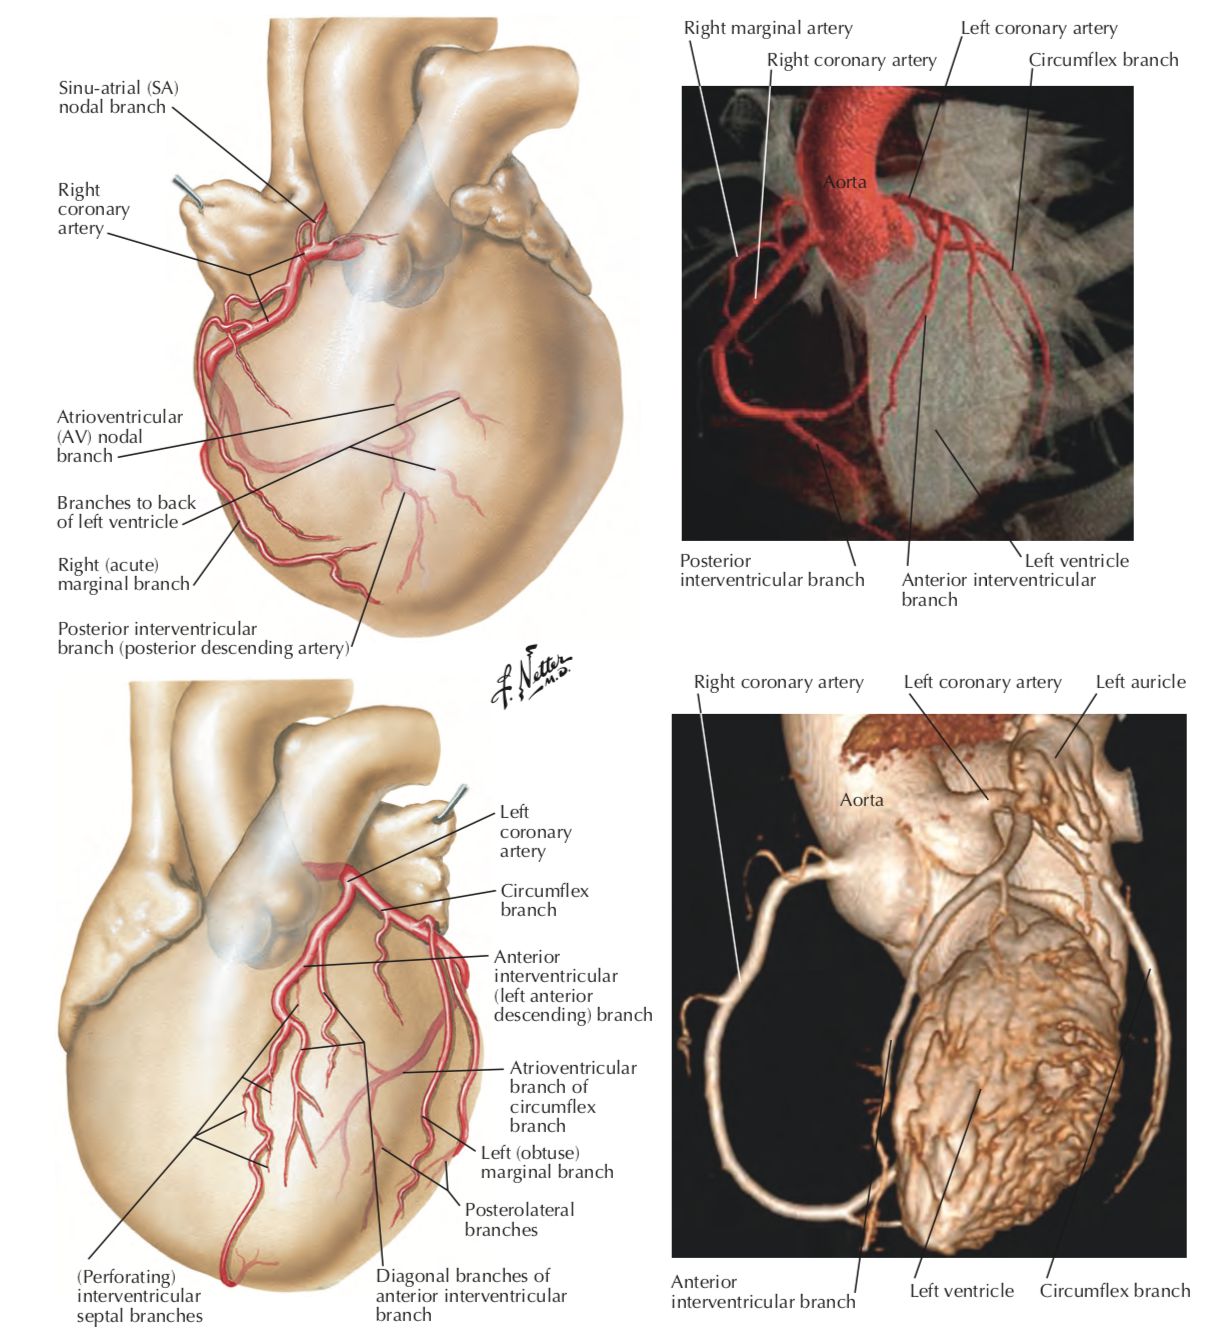 Sinu-atrial (SA)
nodal branch
Right
coronary
artery
Atrioventricular
(AV) nodal
branch
Branches to back
of left ventricle
Right (acute)
marginal branch
Posterior interventricular
branch (posterior descending artery)
Right marginal artery
Left coronary artery
Right coronary artery
Circumflex branch
Aorta
Posterior
interventricular branch
Left ventricle
Anterior interventricular
branch
F. Netter
M.D.
Left
coronary
artery
Circumflex
branch
Anterior
interventricular
(left anterior
descending) branch
Atrioventricular
branch of
circumflex
branch
Left (obtuse)
marginal branch
Posterolateral
branches
(Perforating)
interventricular
septal branches
Diagonal branches of
anterior interventricular
branch
Right coronary artery
Left coronary artery
Left auricle
Aorta
Anterior
interventricular branch
Left ventricle
Circumflex branch